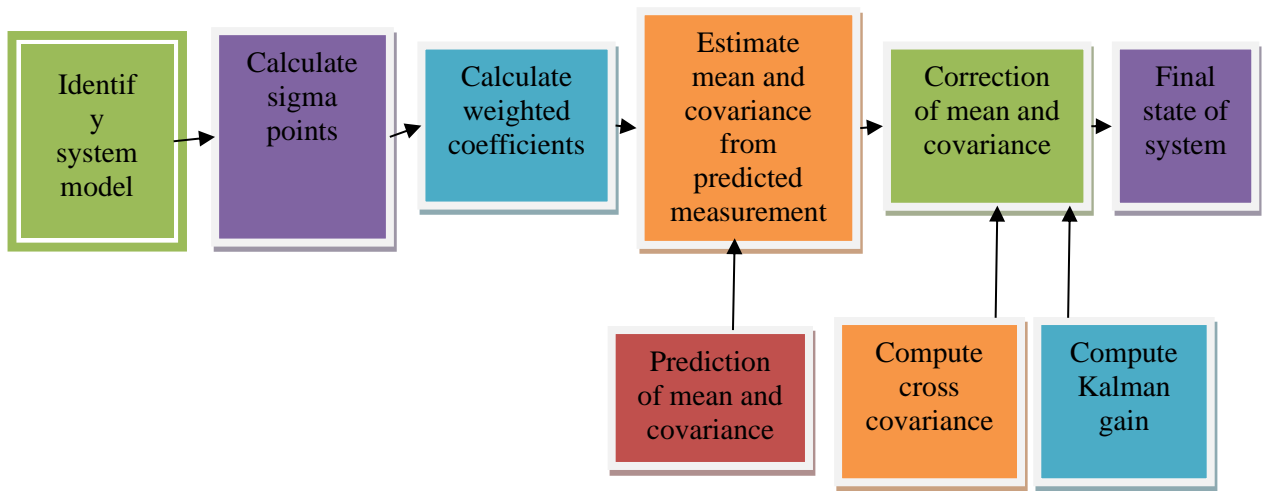 Identif
y
system
model
Calculate
sigma
points
Calculate
weighted
coefficients
Estimate
mean and
covariance
from
predicted
measurement
Correction
of mean and
covariance
Final
state of
system
Prediction
of mean and
covariance
Compute
cross
covariance
Compute
Kalman
gain